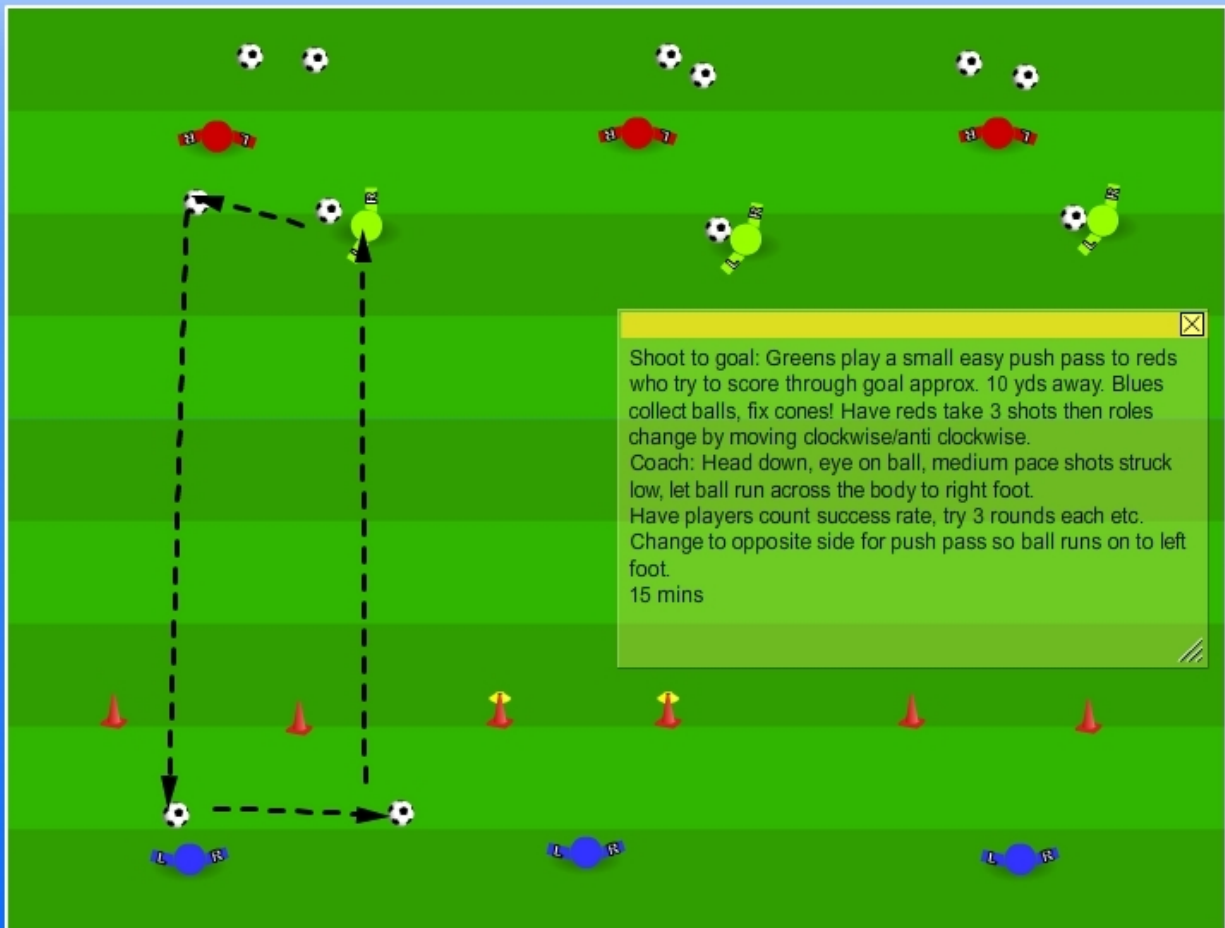 Shoot to goal: Greens play a small easy push pass to reds
who try to score through goal approx. 10 yds away. Blues
collect balls, fix cones! Have reds take 3 shots then roles
change by moving clockwise/anti clockwise.
Coach: Head down, eye on ball, medium pace shots struck
low, let ball run across the body to right foot.
Have players count success rate, try 3 rounds each etc.
Change to opposite side for push pass so ball runs on to left
foot.
15 mins
R L
R L
R L
R
L
R
L
R
L
L R
L R
L R